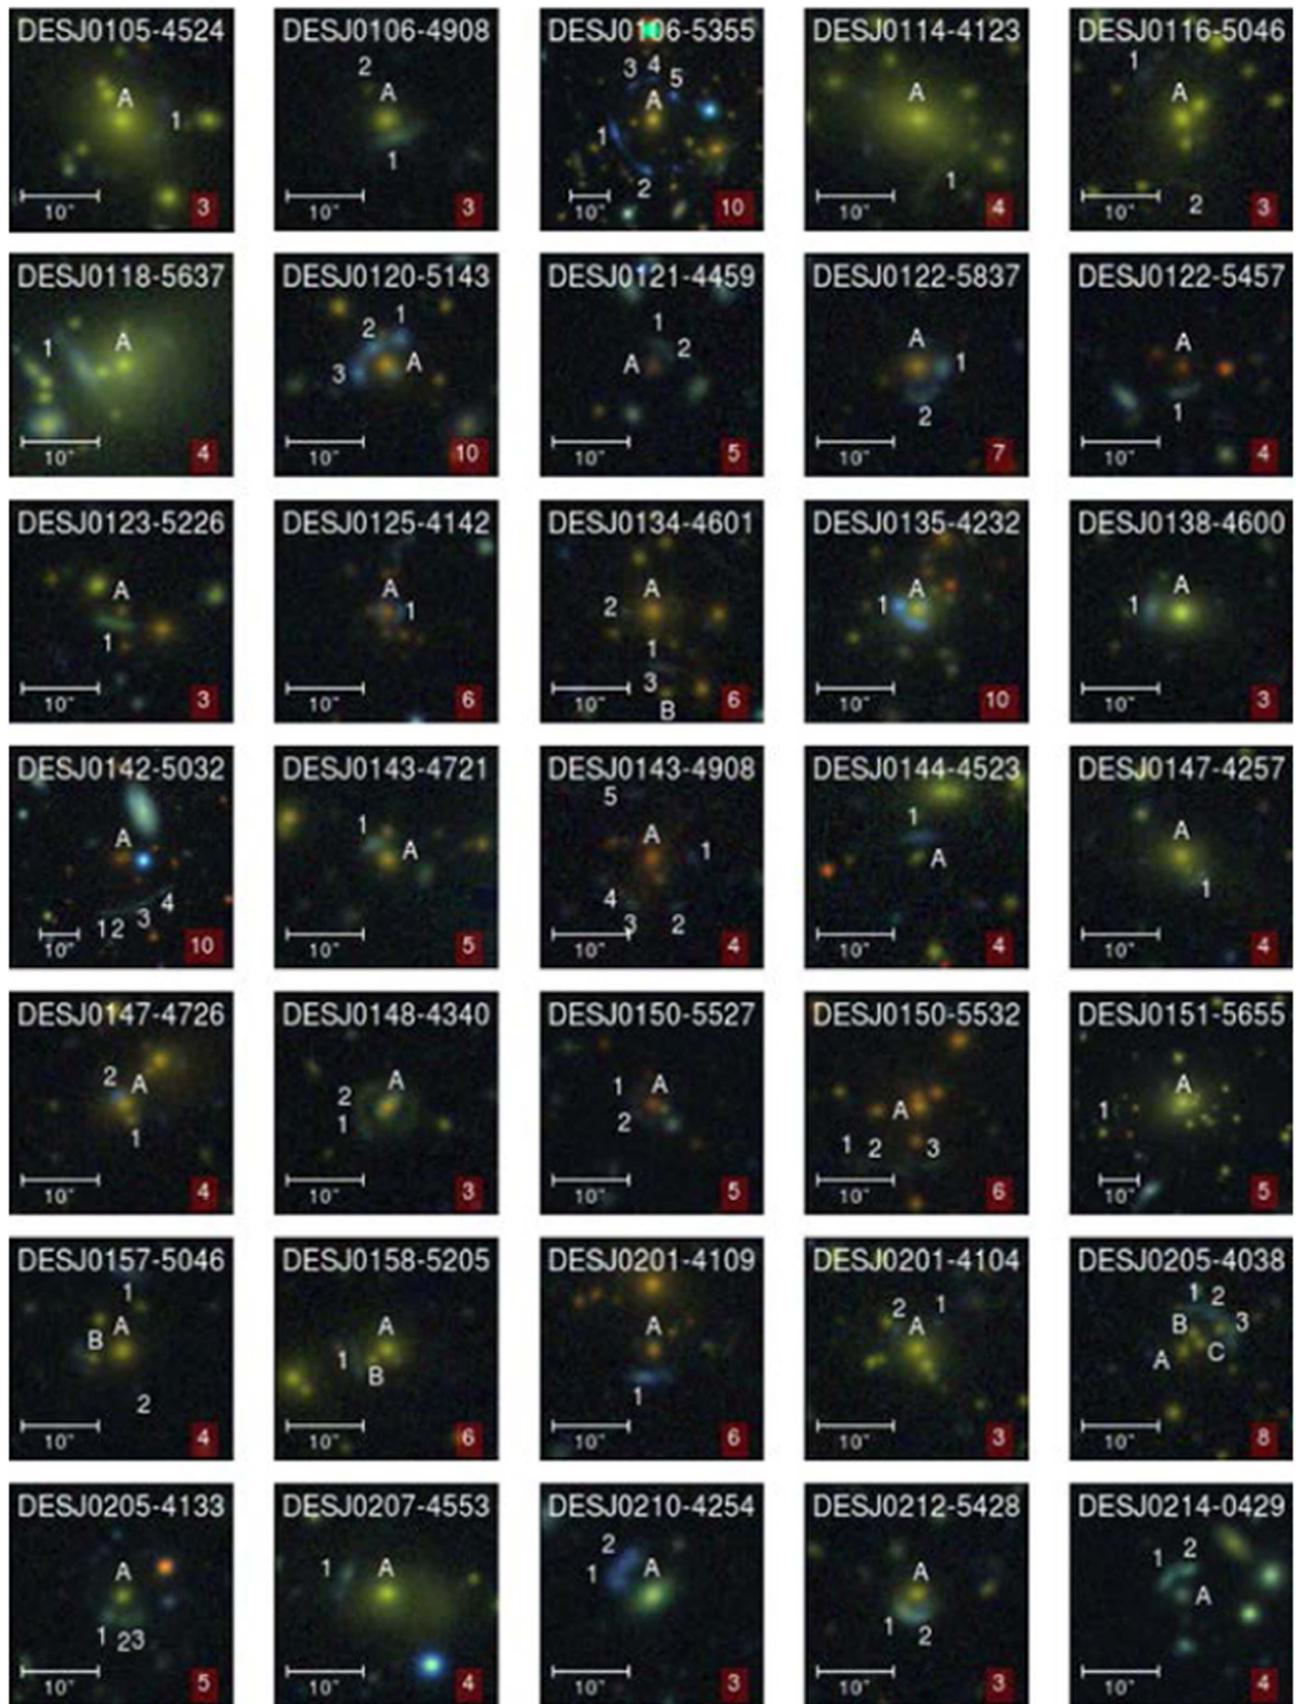 DESJ0105-4524 DESJ0106-4908 DESJ0106-5355 DESJ0114-4123 DESJ0116-5046
A 1 10" 3
2 A 1 10" 3
3 4 5 A 1 2 10" 10
A 1 10" 4
1 A 2 10" 3
DESJ0118-5637 DESJ0120-5143 DESJ0121-4459 DESJ0122-5837 DESJ0122-5457
1 A 10" 4
1 2 3 A 10" 10
1 2 A 10" 5
A 1 2 10" 7
A 1 10" 4
DESJ0123-5226 DESJ0125-4142 DESJ0134-4601 DESJ0135-4232 DESJ0138-4600
A 1 10" 3
A 1 10" 6
A 2 1 3 B 10" 6
A 1 10" 10
A 1 10" 3
DESJ0142-5032 DESJ0143-4721 DESJ0143-4908 DESJ0144-4523 DESJ0147-4257
A 1 2 3 4 10" 10
1 A 10" 5
5 A 1 4 3 2 10" 4
1 A 10" 4
A 1 10" 4
DESJ0147-4726 DESJ0148-4340 DESJ0150-5527 DESJ0150-5532 DESJ0151-5655
2 A 1 10" 4
A 2 1 10" 3
1 A 2 10" 5
A 1 2 3 10" 6
A 1 10" 5
DESJ0157-5046 DESJ0158-5205 DESJ0201-4109 DESJ0201-4104 DESJ0205-4038
1 A B 2 10" 4
A 1 B 10" 6
A 1 10" 6
2 1 A 10" 3
1 2 3 B A C 10" 8
DESJ0205-4133 DESJ0207-4553 DESJ0210-4254 DESJ0212-5428 DESJ0214-0429
A 1 2 3 10" 5
1 A 10" 4
2 1 A 10" 3
A 1 2 10" 3
1 2 A 10" 4